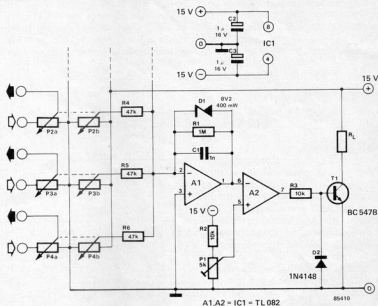 15 V +
C2
1 µ
16 V
8
0
IC1
C3
1 µ
16 V
4
15 V −
D1 8V2
400 mW
15 V +
R4
47k
R1
1M
P2a P2b
C1 1n
RL
R5
47k
2 − A1 1
3 +
6 − A2 7
5 +
R3
10k
T1
BC 547B
P3a P3b
15 V −
R2
10k
R6
47k
P1
5k
D2
1N4148
P4a P4b
85410
0
A1,A2 = IC1 = TL 082